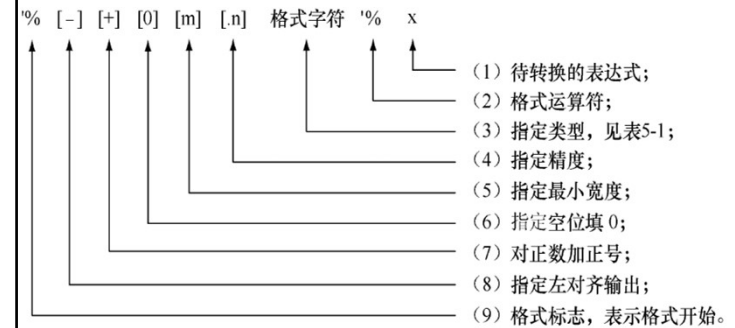 '% [-] [+] [0] [m] [.n] 格式字符 '% x
（1）待转换的表达式；
（2）格式运算符；
（3）指定类型，见表5-1；
（4）指定精度；
（5）指定最小宽度；
（6）指定空位填 0；
（7）对正数加正号；
（8）指定左对齐输出；
（9）格式标志，表示格式开始。